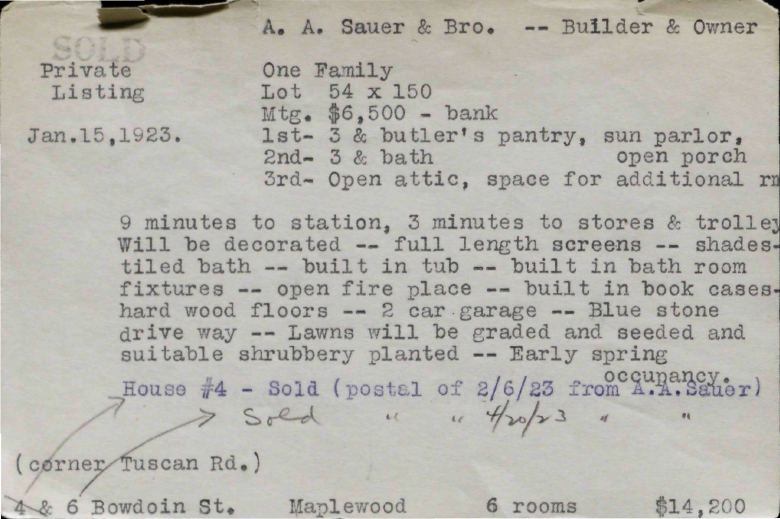 A. A. Sauer & Bro. -- Builder & Owner
SOLD
Private One Family
Listing Lot 54 x 150
Mtg. $6,500 - bank
Jan.15,1923. 1st- 3 & butler's pantry, sun parlor,
2nd- 3 & bath open porch
3rd- Open attic, space for additional rm
9 minutes to station, 3 minutes to stores & trolley
Will be decorated -- full length screens -- shades-
tiled bath -- built in tub -- built in bath room
fixtures -- open fire place -- built in book cases-
hard wood floors -- 2 car garage -- Blue stone
drive way -- Lawns will be graded and seeded and
suitable shrubbery planted -- Early spring
occupancy.
House #4 - Sold (postal of 2/6/23 from A.A.Sauer)
Sold " " 4/20/23 " "
(corner Tuscan Rd.)
4 & 6 Bowdoin St. Maplewood 6 rooms $14,200